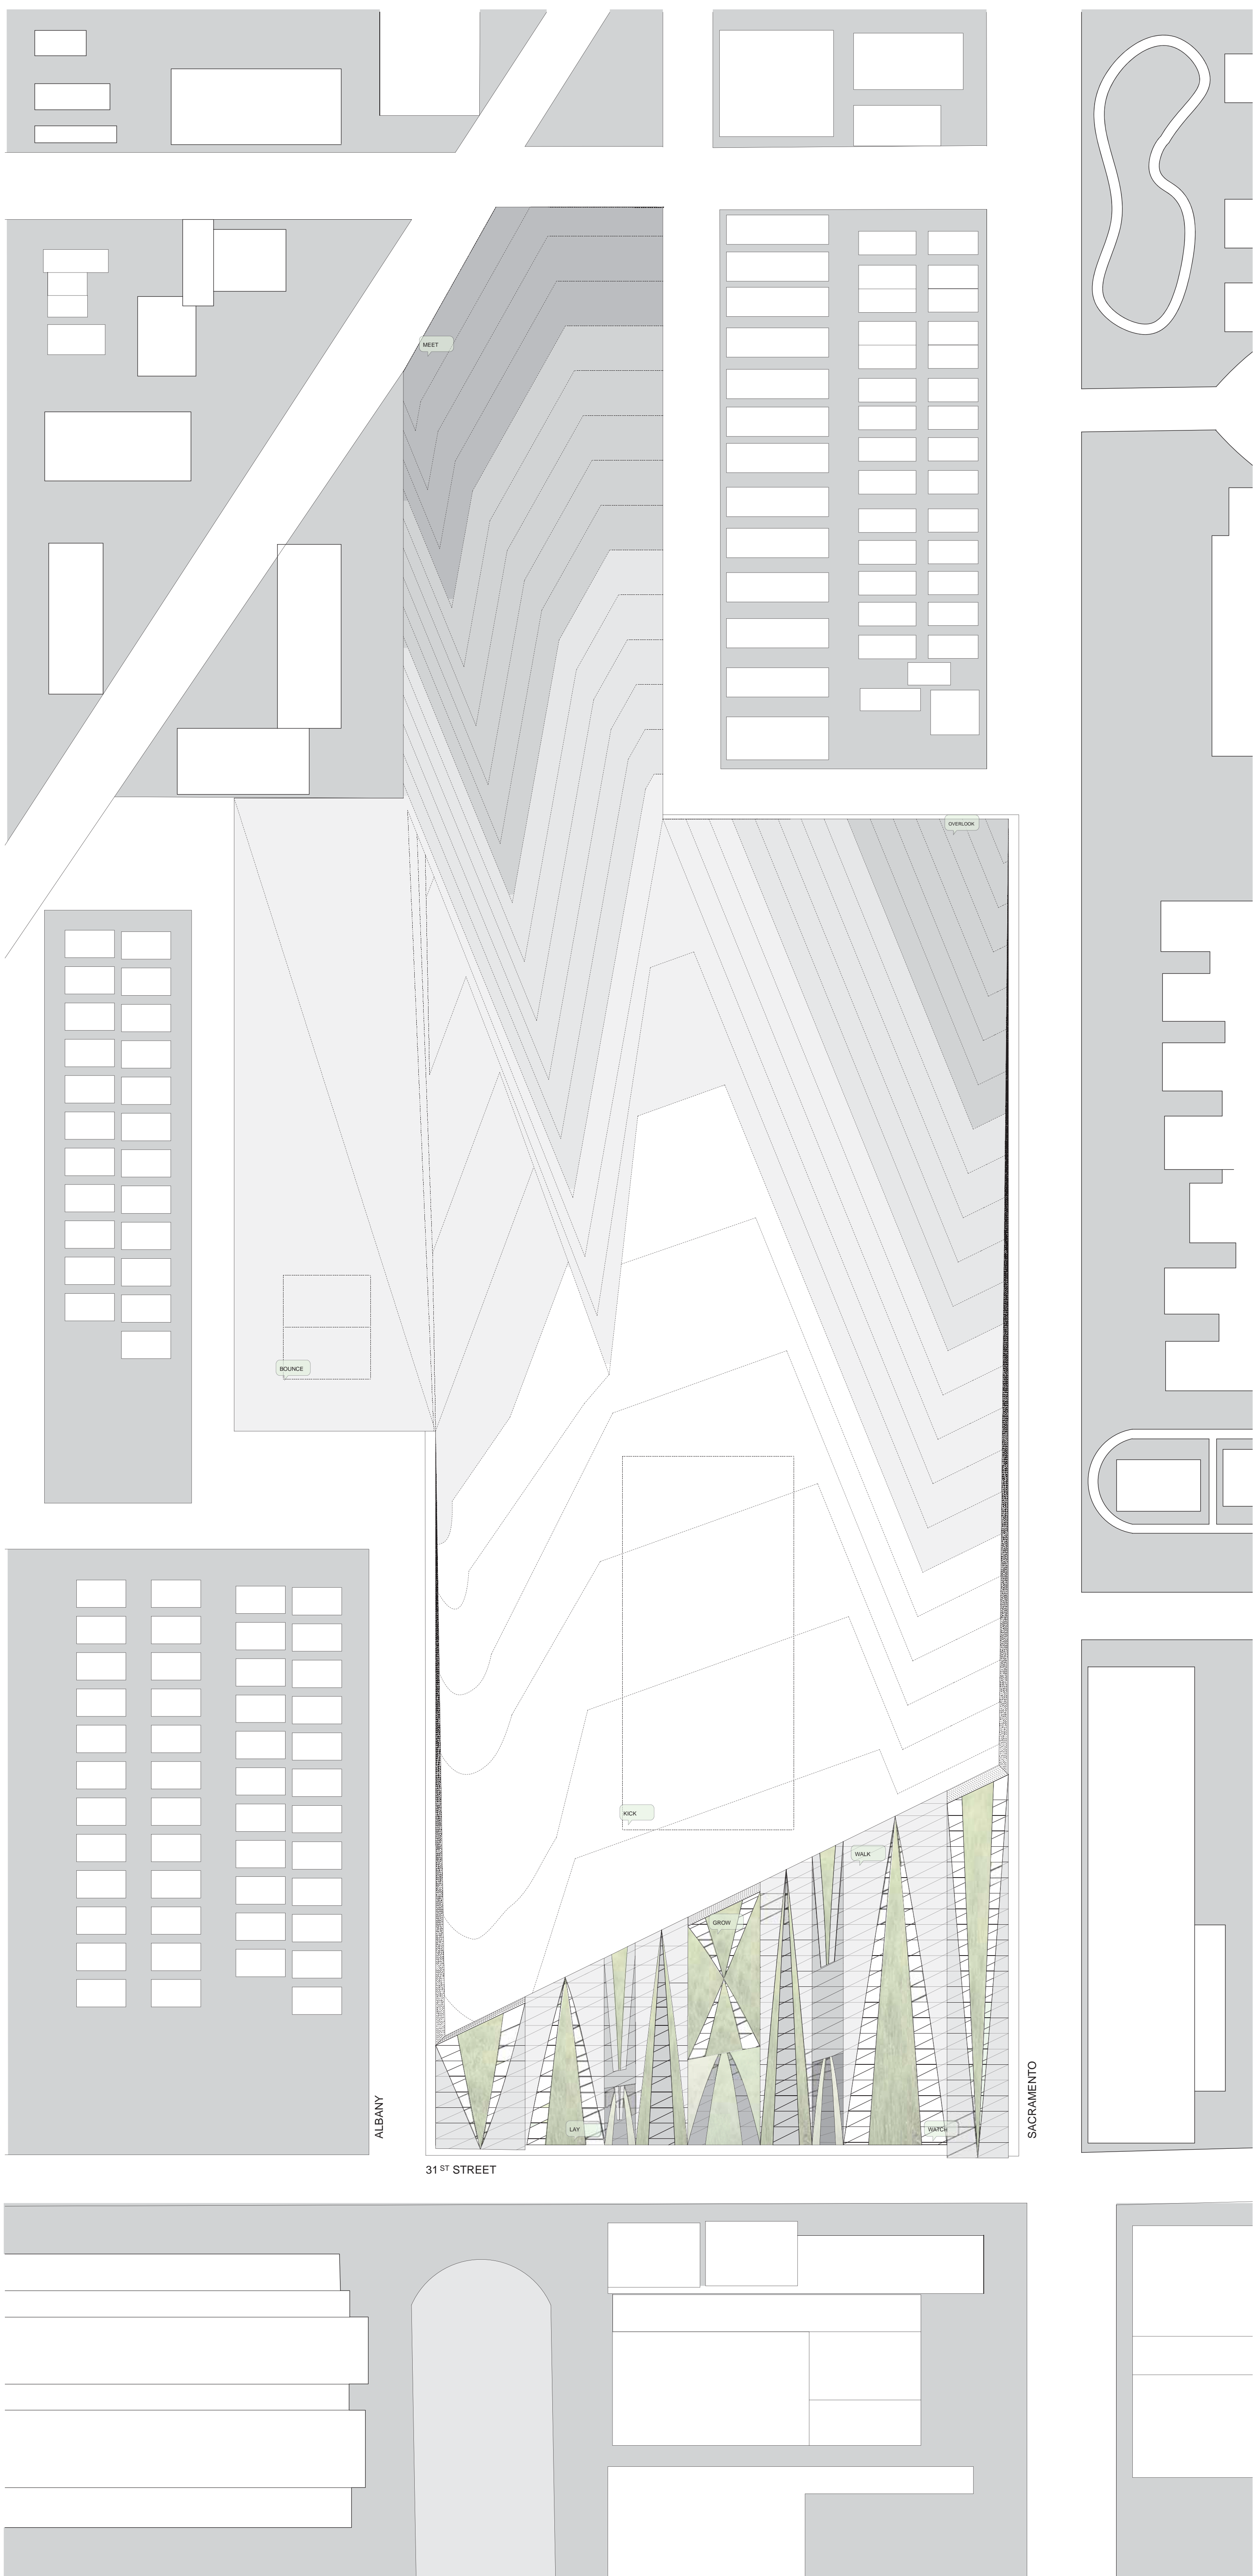 MEET
OVERLOOK
BOUNCE
KICK
WALK
GROW
LAY
WATCH
ALBANY
SACRAMENTO
31ST STREET